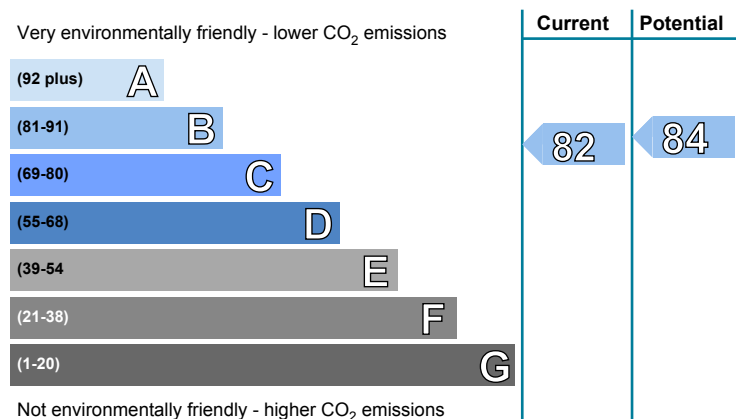 Very environmentally friendly - lower CO₂ emissions
Current
Potential
(92 plus) A
(81-91) B
(69-80) C
(55-68) D
(39-54 E
(21-38) F
(1-20) G
82
84
Not environmentally friendly - higher CO₂ emissions